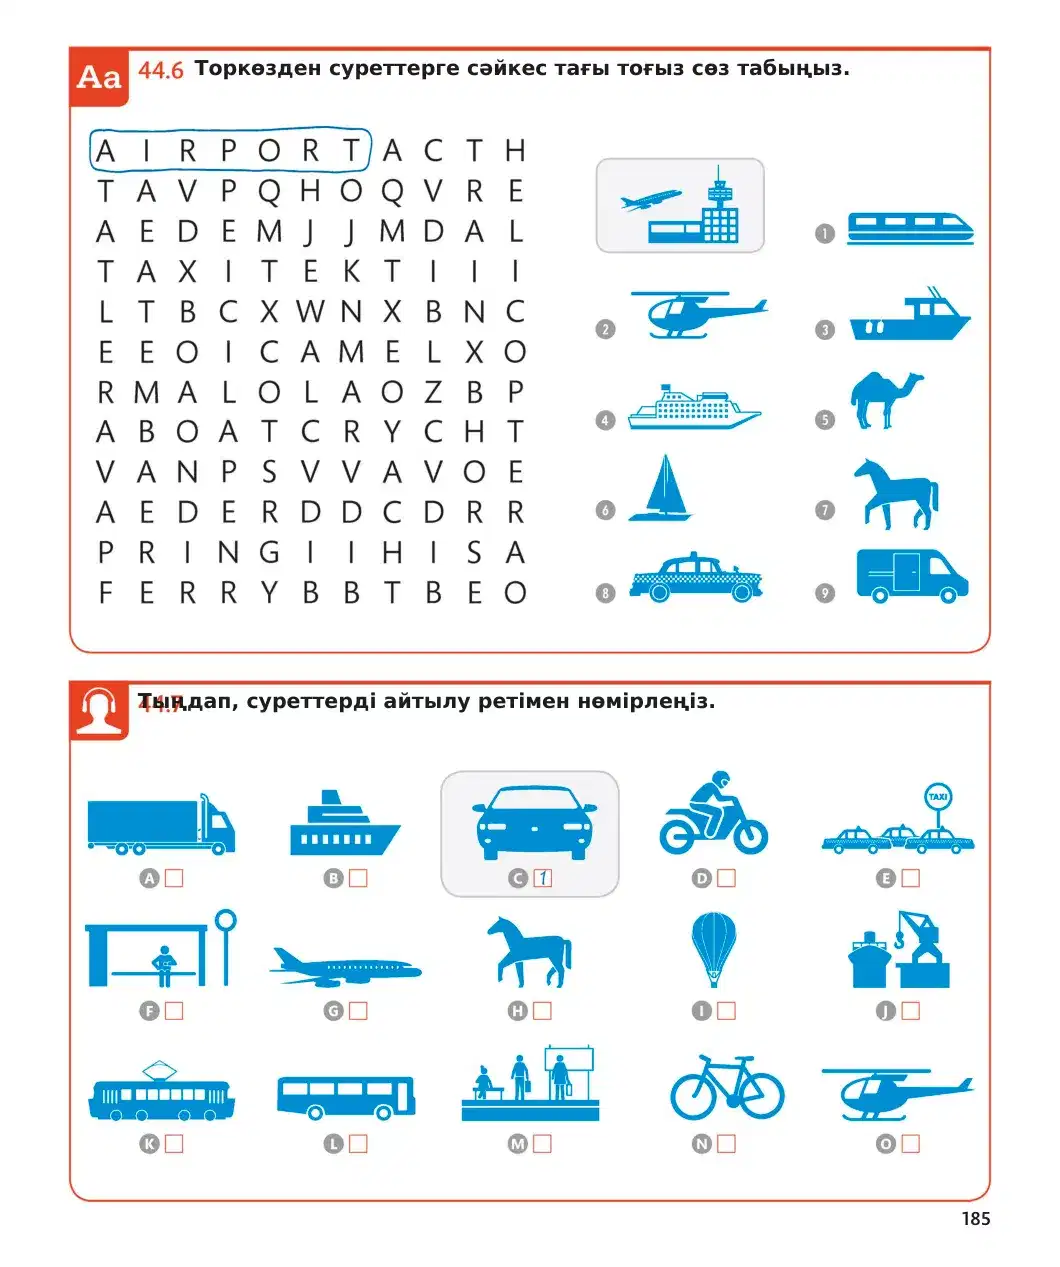 Aa 44.6 Торкөзден суреттерге сәйкес тағы тоғыз сөз табыңыз.
A I R P O R T A C T H
T A V P Q H O Q V R E
A E D E M J J M D A L
T A X I T E K T I I I
L T B C X W N X B N C
E E O I C A M E L X O
R M A L O L A O Z B P
A B O A T C R Y C H T
V A N P S V V A V O E
A E D E R D D C D R R
P R I N G I I H I S A
F E R R Y B B T B E O
1
2
3
4
5
6
7
8
9
Тыңдап, суреттерді айтылу ретімен нөмірлеңіз.
TAXI
A
B
C 1
D
E
F
G
H
I
J
K
L
M
N
O
185